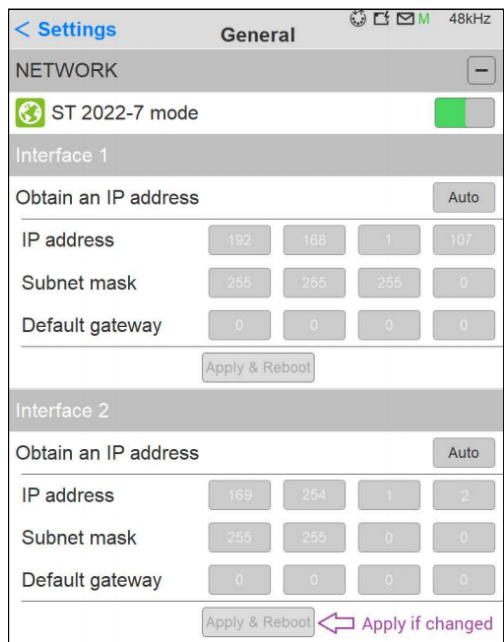 < Settings General M 48kHz
NETWORK
ST 2022-7 mode
Interface 1
Obtain an IP address Auto
IP address 192 168 1 107
Subnet mask 255 255 255 0
Default gateway 0 0 0 0
Apply & Reboot
Interface 2
Obtain an IP address Auto
IP address 169 254 1 2
Subnet mask 255 255 0 0
Default gateway 0 0 0 0
Apply & Reboot Apply if changed